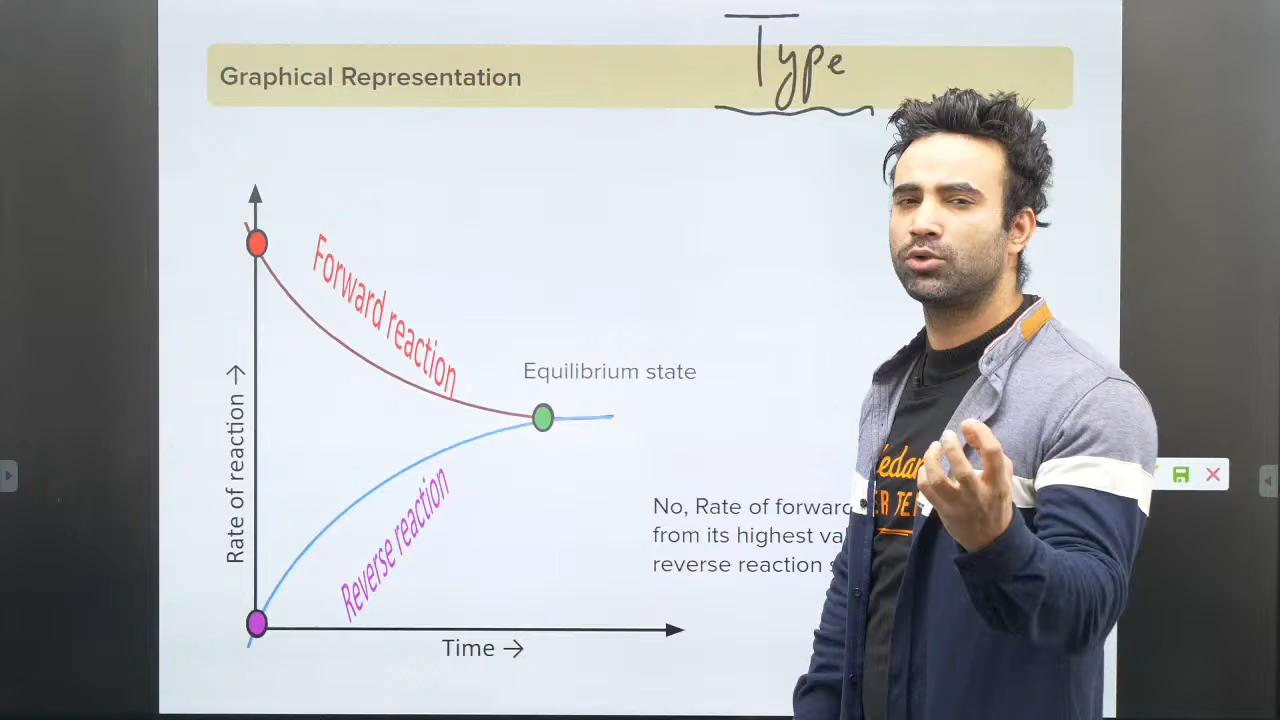 Type
Graphical Representation
Forward reaction
Equilibrium state
Rate of reaction →
Reverse reaction
No, Rate of forward
from its highest
reverse reaction
Time →